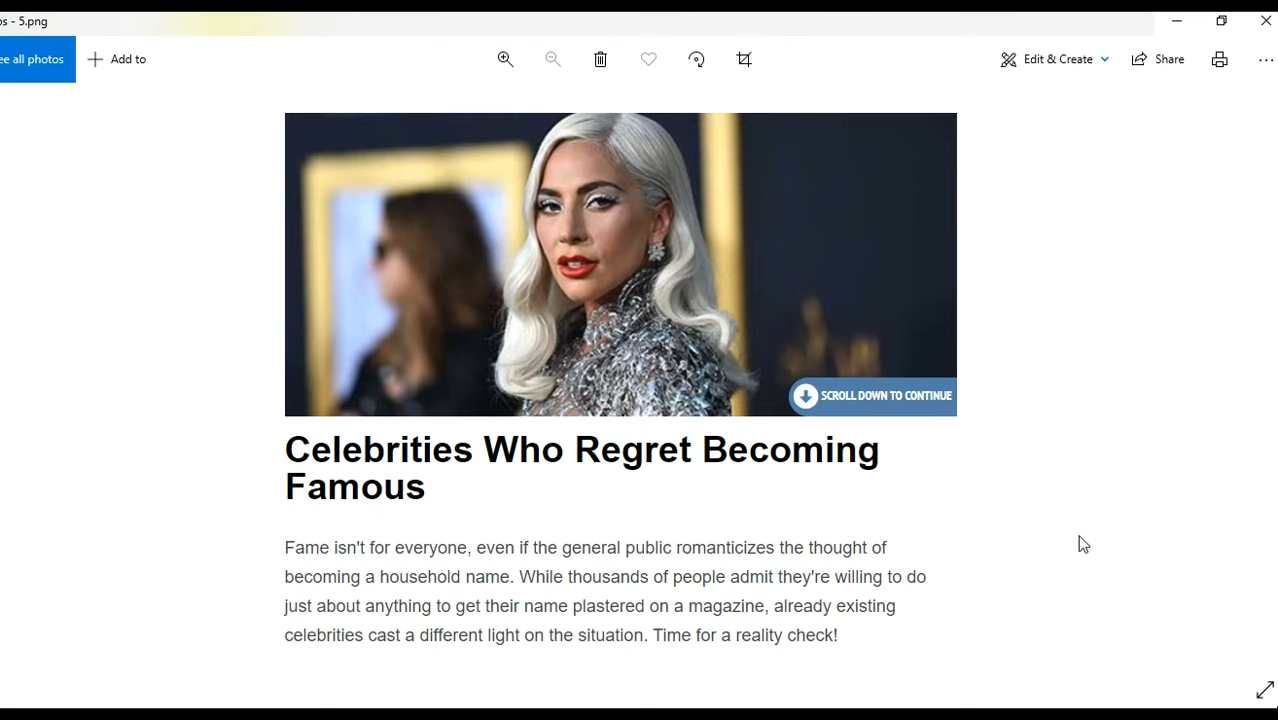 os - 5.png
ee all photos
Add to
Edit & Create
Share
SCROLL DOWN TO CONTINUE
Celebrities Who Regret Becoming
Famous
Fame isn't for everyone, even if the general public romanticizes the thought of
becoming a household name. While thousands of people admit they're willing to do
just about anything to get their name plastered on a magazine, already existing
celebrities cast a different light on the situation. Time for a reality check!